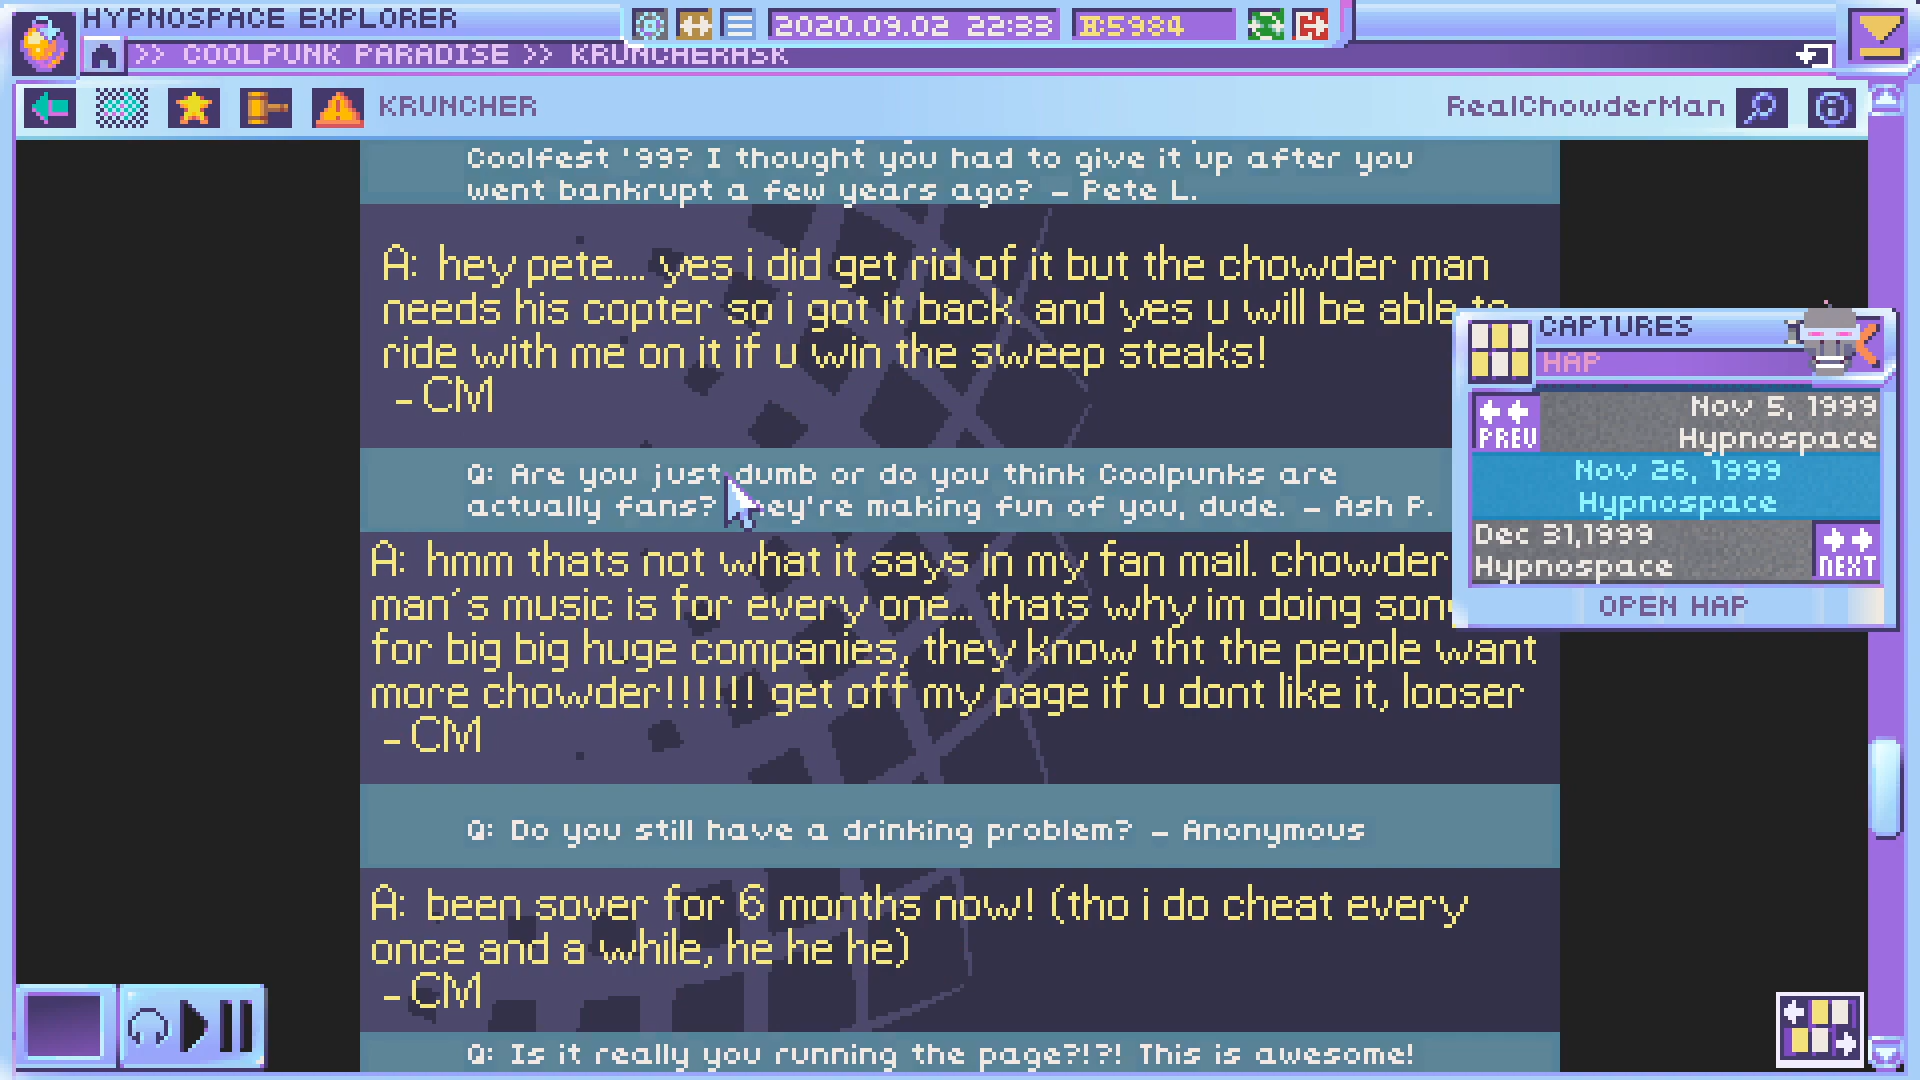 HYPNOSPACE EXPLORER
2020.09.02 22:33
ID5984
>> COOLPUNK PARADISE >> KRUNCHERASK
KRUNCHER
RealChowderMan
Coolfest '99? I thought you had to give it up after you
went bankrupt a few years ago? - Pete L.
A: hey pete.... yes i did get rid of it but the chowder man
needs his copter so i got it back. and yes u will be able to
ride with me on it if u win the sweep steaks!
- CM
Q: Are you just dumb or do you think Coolpunks are
actually fans? They're making fun of you, dude. - Ash P.
A: hmm thats not what it says in my fan mail. chowder
man's music is for every one... thats why im doing
for big big huge companies, they know tht the people want
more chowder!!!!!! get off my page if u dont like it, looser
- CM
Q: Do you still have a drinking problem? - Anonymous
A: been sover for 6 months now! (tho i do cheat every
once and a while, he he he)
- CM
Q: Is it really you running the page?!?! This is awesome!
CAPTURES
HAP
PREV
Nov 5, 1999
Hypnospace
Nov 26, 1999
Hypnospace
Dec 31,1999
Hypnospace
NEXT
OPEN HAP